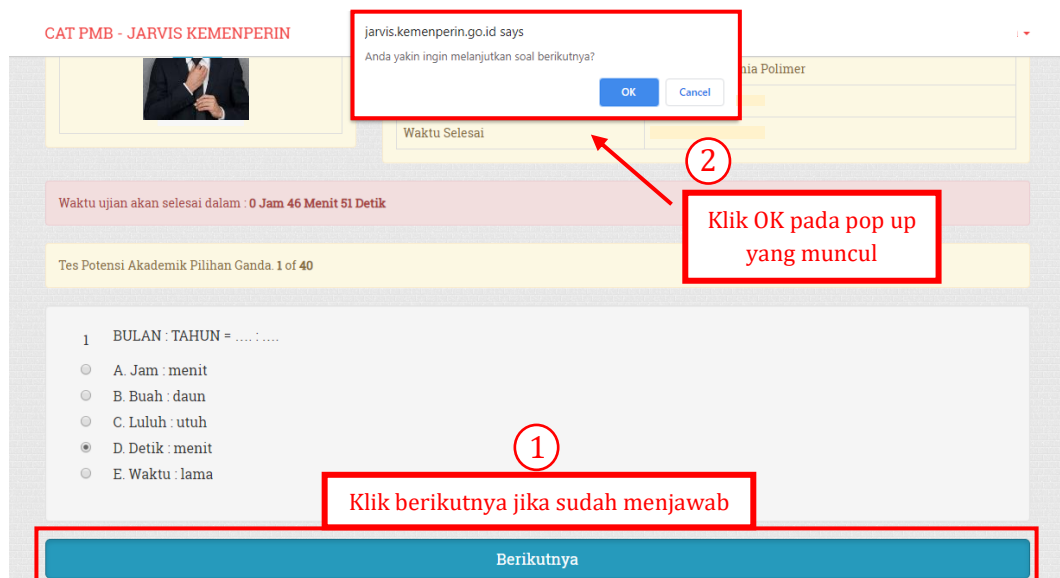 CAT PMB - JARVIS KEMENPERIN
jarvis.kemenperin.go.id says
Anda yakin ingin melanjutkan soal berikutnya?
OK
Cancel
Polimer
Waktu Selesai
2
Klik OK pada pop up
yang muncul
Waktu ujian akan selesai dalam : 0 Jam 46 Menit 51 Detik
Tes Potensi Akademik Pilihan Ganda. 1 of 40
1 BULAN : TAHUN = .... : ....
A. Jam : menit
B. Buah : daun
C. Luluh : utuh
D. Detik : menit
E. Waktu : lama
1
Klik berikutnya jika sudah menjawab
Berikutnya